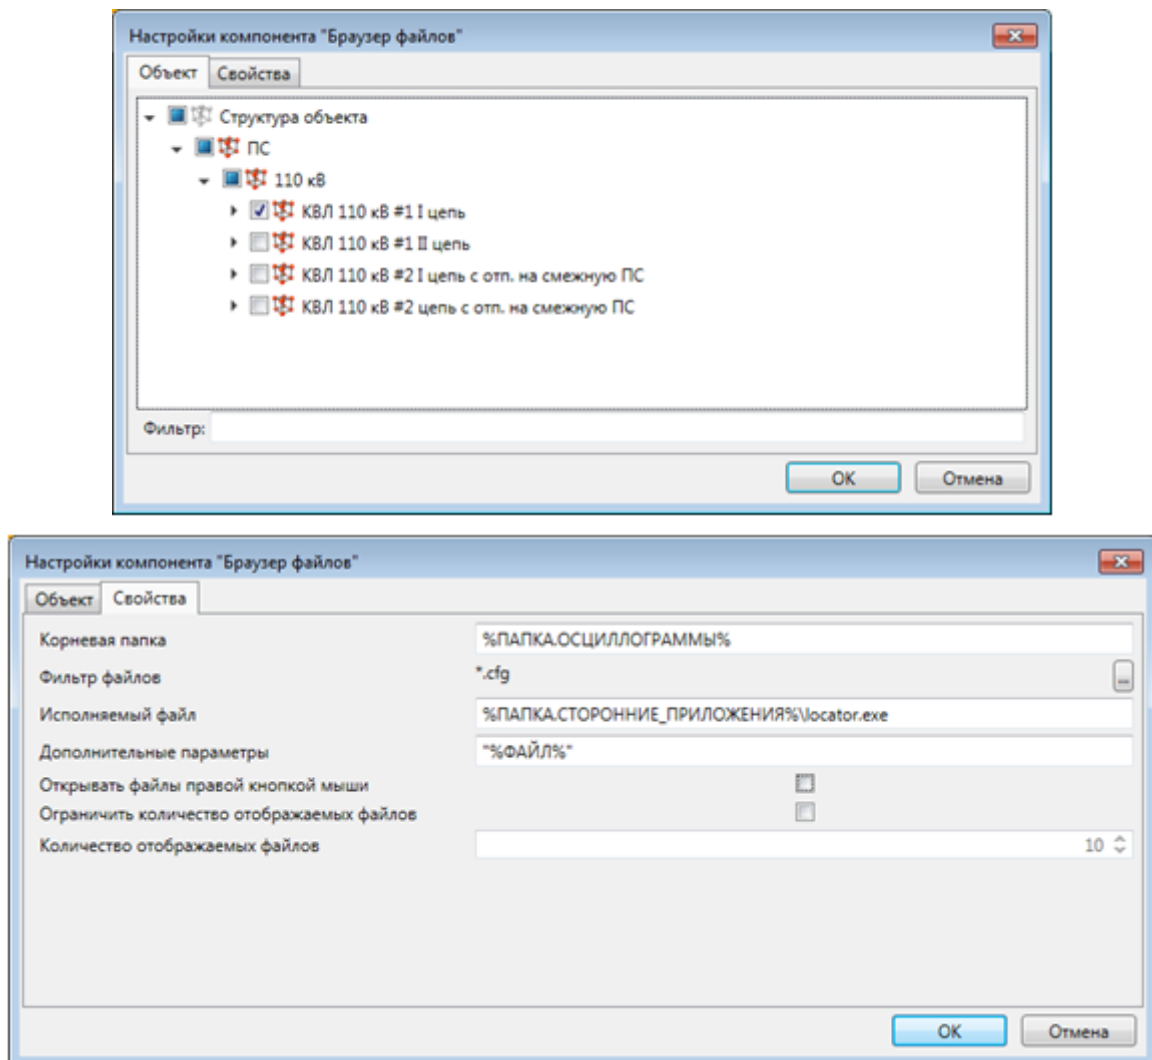 Настройки компонента "Браузер файлов"
Объект Свойства
Структура объекта
ПС
110 кВ
КВЛ 110 кВ #1 I цепь
КВЛ 110 кВ #1 II цепь
КВЛ 110 кВ #2 I цепь с отп. на смежную ПС
КВЛ 110 кВ #2 цепь с отп. на смежную ПС
Фильтр:
ОК Отмена
Настройки компонента "Браузер файлов"
Объект Свойства
Корневая папка %ПАПКА.ОСЦИЛЛОГРАММЫ%
Фильтр файлов *.cfg ...
Исполняемый файл %ПАПКА.СТОРОННИЕ_ПРИЛОЖЕНИЯ%\locator.exe
Дополнительные параметры "%ФАЙЛ%"
Открывать файлы правой кнопкой мыши
Ограничить количество отображаемых файлов
Количество отображаемых файлов 10
ОК Отмена